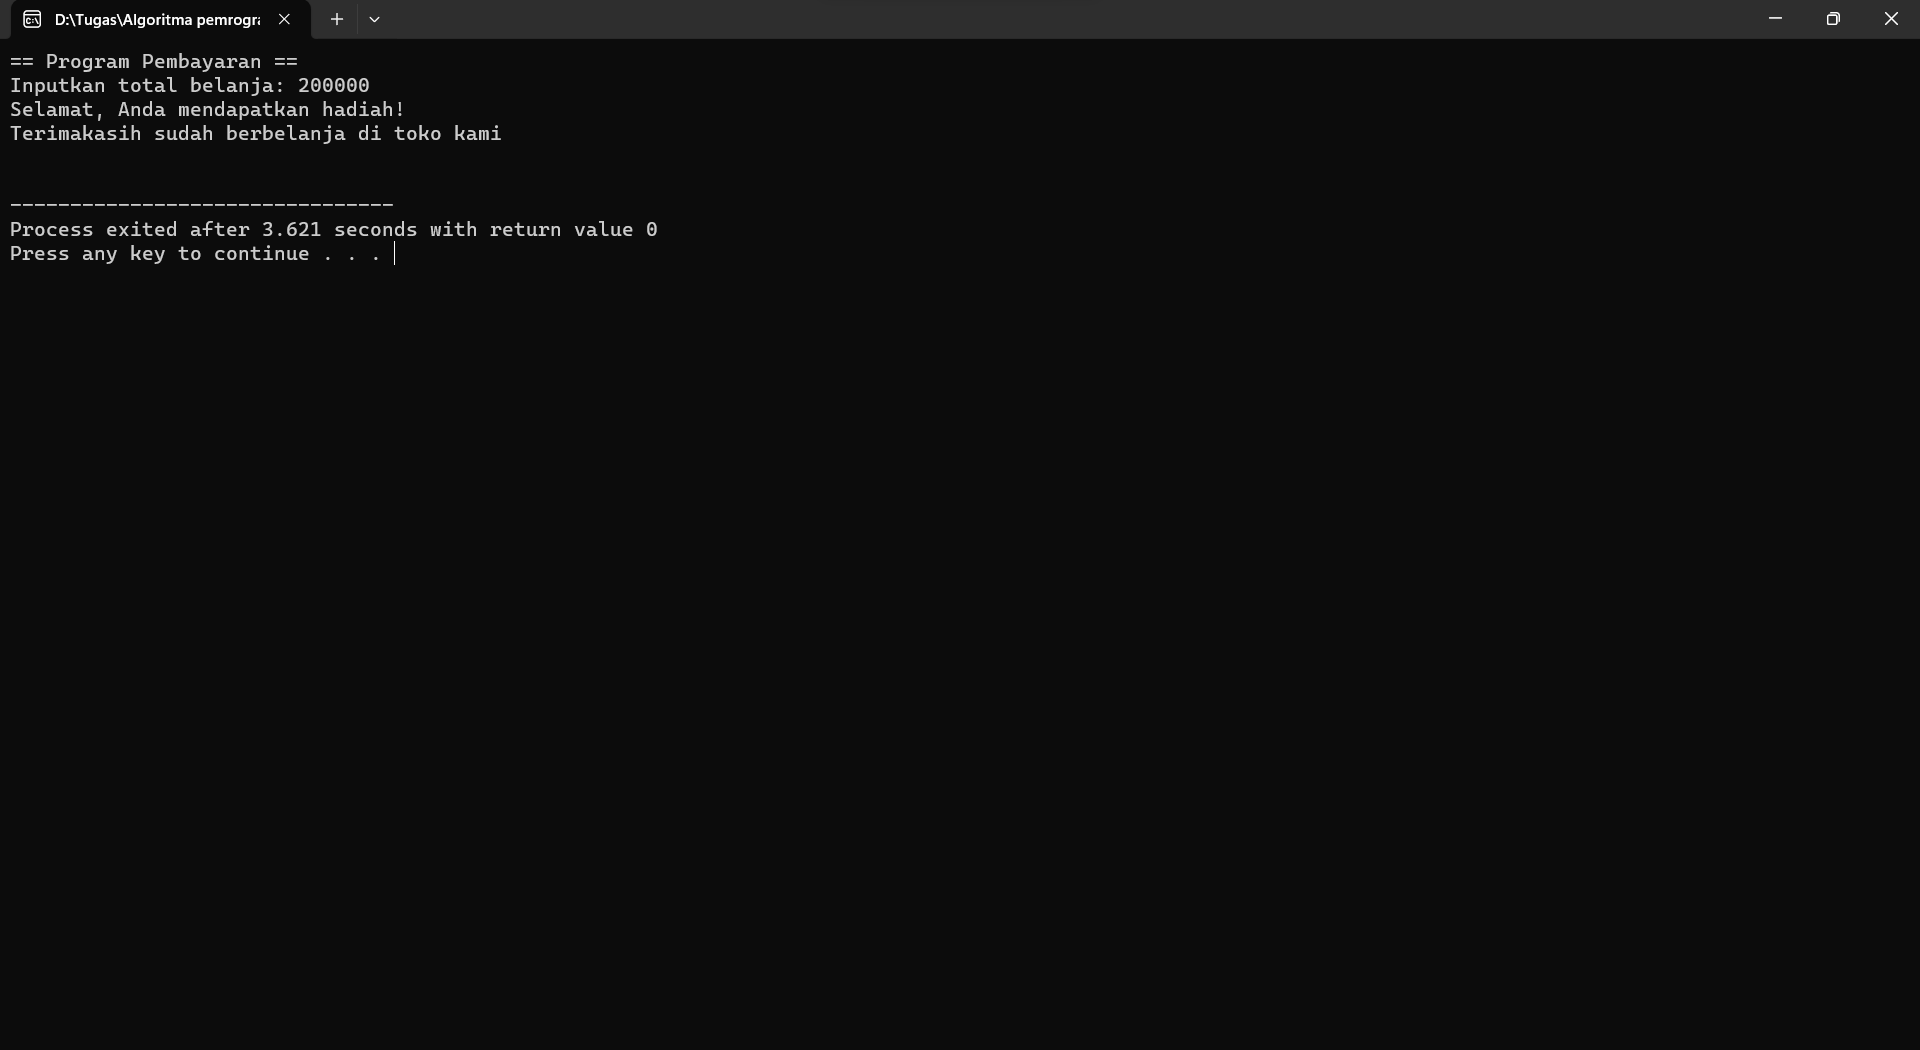 D:\Tugas\Algoritma pemrogra
== Program Pembayaran ==
Inputkan total belanja: 200000
Selamat, Anda mendapatkan hadiah!
Terimakasih sudah berbelanja di toko kami
--------------------------------
Process exited after 3.621 seconds with return value 0
Press any key to continue . . .